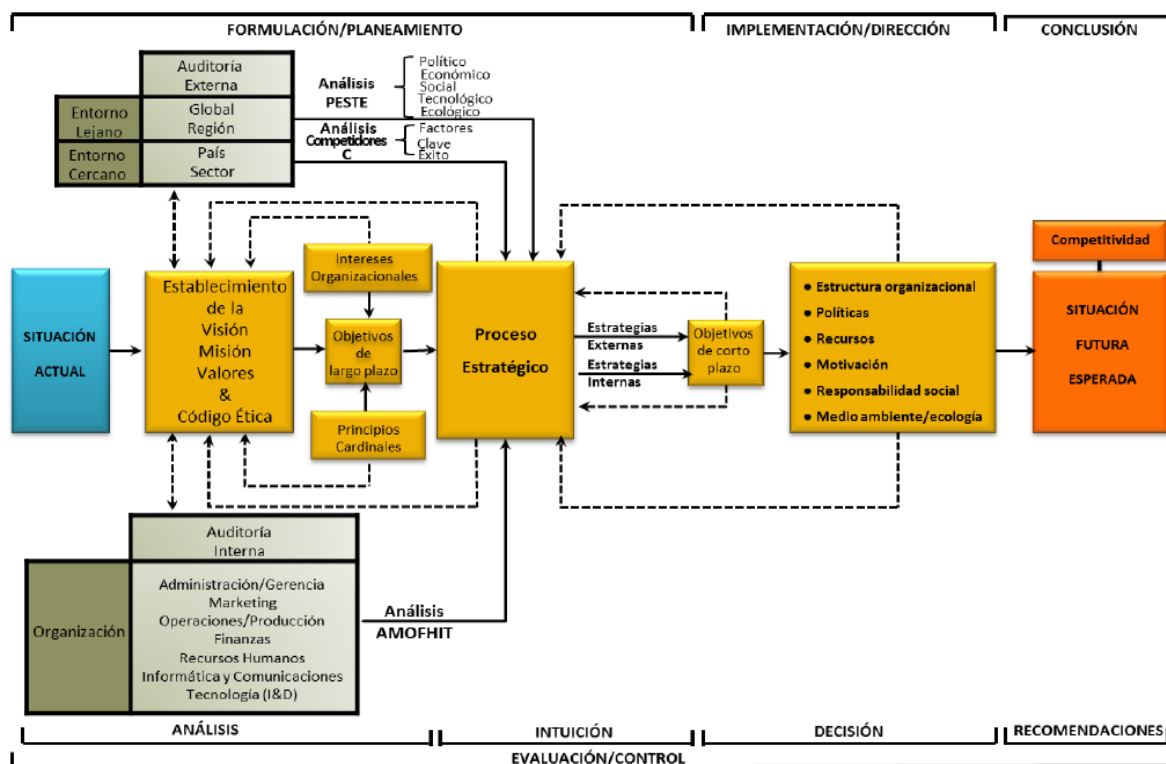 FORMULACIÓN/PLANEAMIENTO
IMPLEMENTACIÓN/DIRECCIÓN
CONCLUSIÓN
Auditoría
Externa
Entorno
Lejano
Global
Región
Entorno
Cercano
País
Sector
Análisis
PESTE
Político
Económico
Social
Tecnológico
Ecológico
Análisis
Competidores
C
Factores
Clave
Éxito
SITUACIÓN
ACTUAL
Establecimiento
de la
Visión
Misión
Valores
&
Código Ética
Intereses
Organizacionales
Objetivos
de
largo plazo
Principios
Cardinales
Proceso
Estratégico
Estrategias
Externas
Estrategias
Internas
Objetivos
de corto
plazo
● Estructura organizacional
● Políticas
● Recursos
● Motivación
● Responsabilidad social
● Medio ambiente/ecología
Competitividad
SITUACIÓN
FUTURA
ESPERADA
Auditoría
Interna
Organización
Administración/Gerencia
Marketing
Operaciones/Producción
Finanzas
Recursos Humanos
Informática y Comunicaciones
Tecnología (I&D)
Análisis
AMOFHIT
ANÁLISIS
INTUICIÓN
DECISIÓN
RECOMENDACIONES
EVALUACIÓN/CONTROL